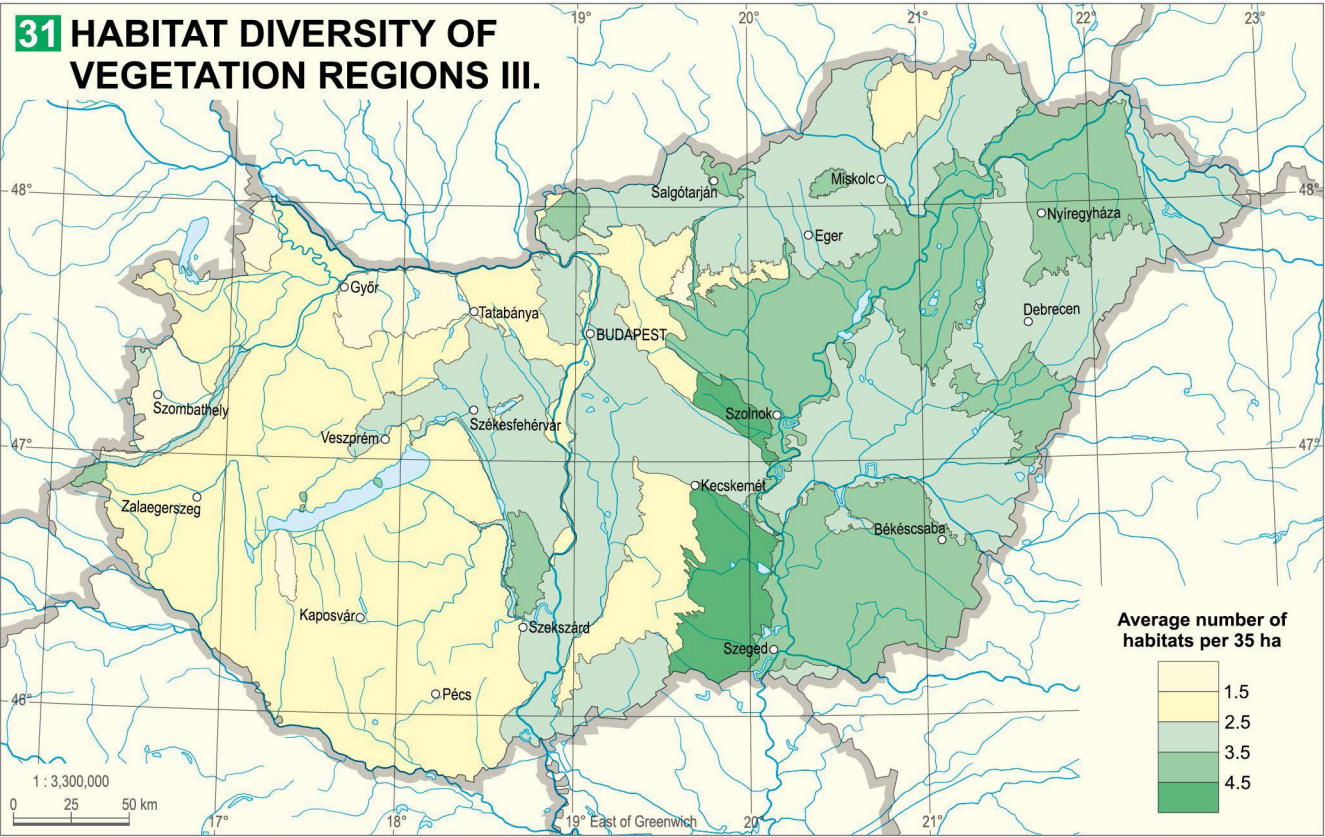 31 HABITAT DIVERSITY OF
VEGETATION REGIONS III.
19°
20°
21°
22°
23°
48°
48°
Salgótarján
Miskolc
Nyíregyháza
Eger
Győr
Tatabánya
BUDAPEST
Debrecen
Szombathely
Székesfehérvár
Szolnok
Veszprém
47°
47°
Kecskemét
Zalaegerszeg
Békéscsaba
Kaposvár
Szekszárd
Szeged
Pécs
46°
Average number of
habitats per 35 ha
1.5
2.5
3.5
4.5
1 : 3,300,000
0 25 50 km
17°
18°
19° East of Greenwich
20°
21°